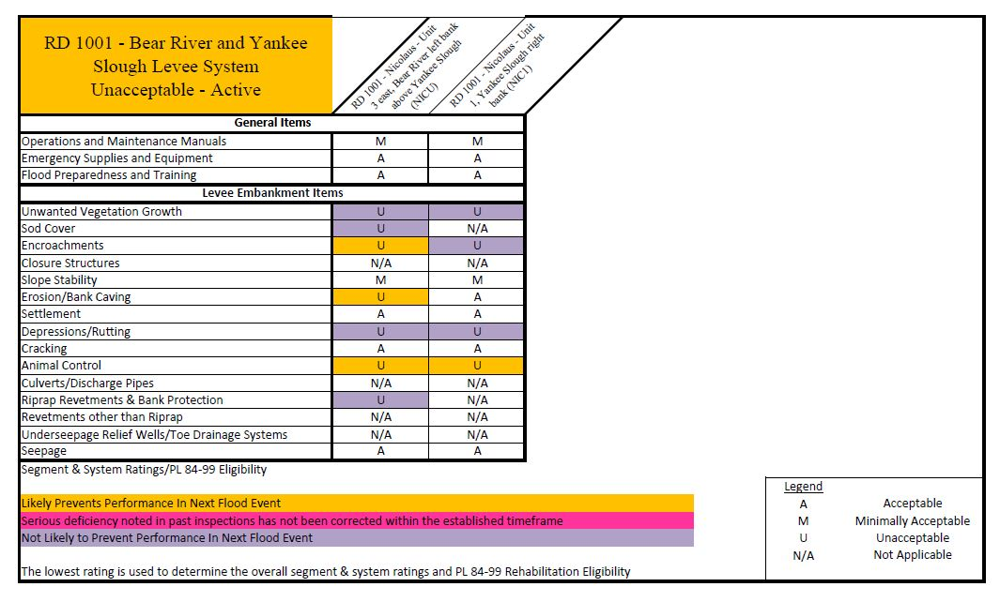 RD 1001 - Bear River and Yankee
Slough Levee System
Unacceptable - Active
RD 1001 - Nicolaus - Unit
3 east, Bear River left bank
above Yankee Slough
(NICU)
RD 1001 - Nicolaus - Unit
1, Yankee Slough right
bank (NIC1)
General Items
Operations and Maintenance Manuals M M
Emergency Supplies and Equipment A A
Flood Preparedness and Training A A
Levee Embankment Items
Unwanted Vegetation Growth U U
Sod Cover U N/A
Encroachments U U
Closure Structures N/A N/A
Slope Stability M M
Erosion/Bank Caving U A
Settlement A A
Depressions/Rutting U U
Cracking A A
Animal Control U U
Culverts/Discharge Pipes N/A N/A
Riprap Revetments & Bank Protection U N/A
Revetments other than Riprap N/A N/A
Underseepage Relief Wells/Toe Drainage Systems N/A N/A
Seepage A A
Segment & System Ratings/PL 84-99 Eligibility
Likely Prevents Performance In Next Flood Event
Serious deficiency noted in past inspections has not been corrected within the established timeframe
Not Likely to Prevent Performance In Next Flood Event
The lowest rating is used to determine the overall segment & system ratings and PL 84-99 Rehabilitation Eligibility
Legend
A Acceptable
M Minimally Acceptable
U Unacceptable
N/A Not Applicable